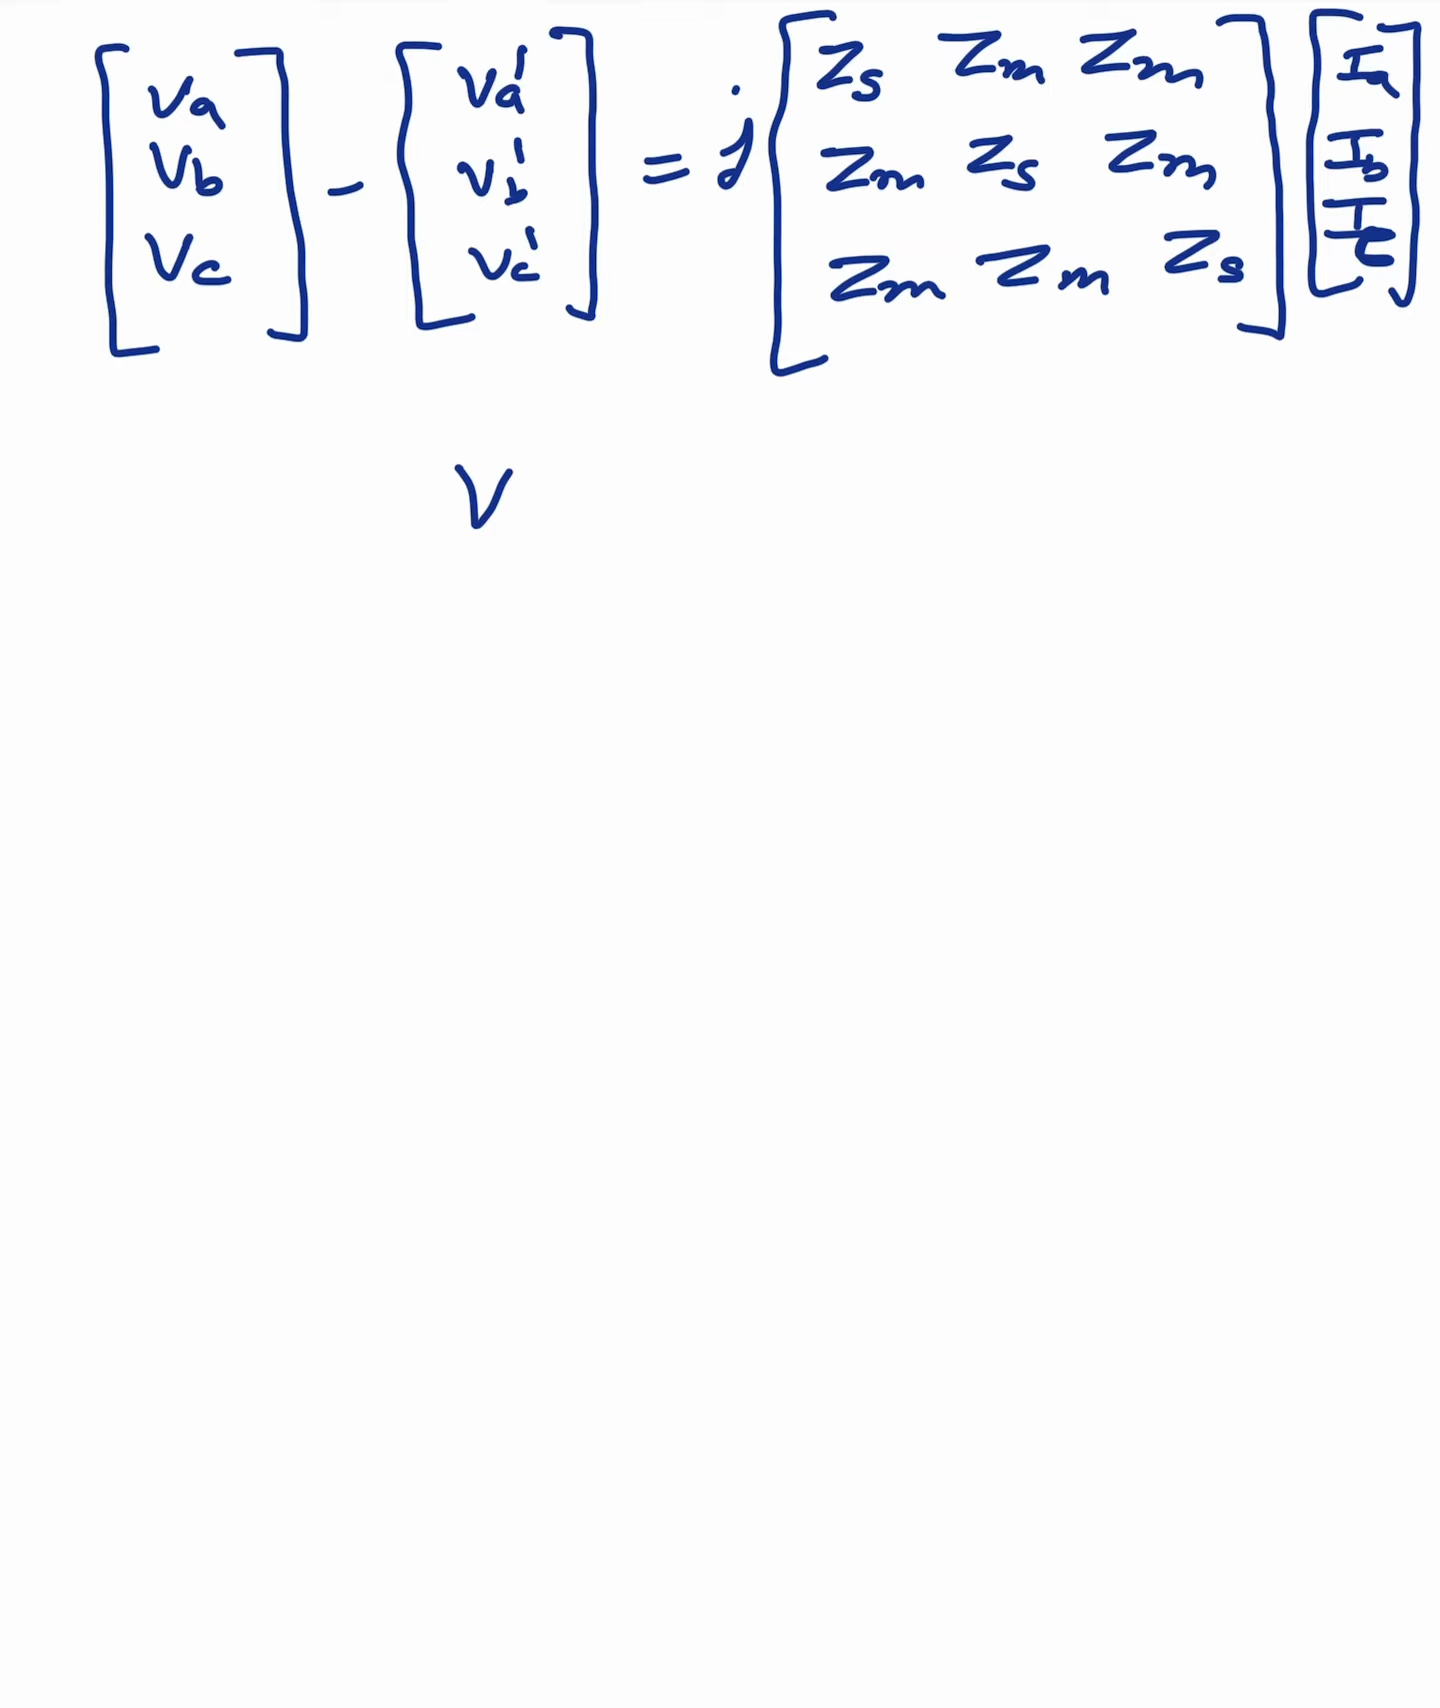 [Va Vb Vc] - [Va' Vb' Vc'] = j [Zs Zm Zm Zm Zs Zm Zm Zm Zs] [Ia Ib Ic]
V